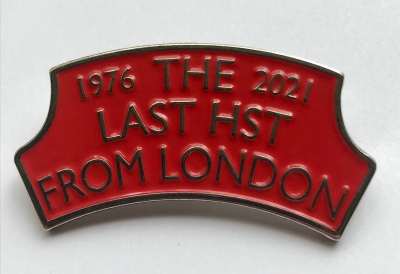 1976 THE 2021
LAST HST
FROM LONDON